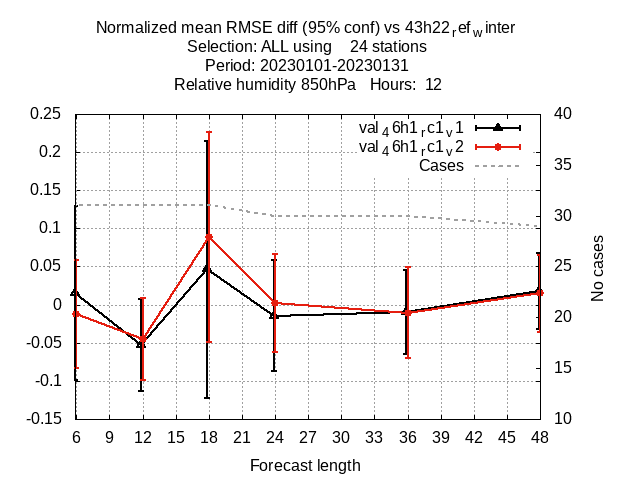 Normalized mean RMSE diff (95% conf) vs 43h22refwinter
Selection: ALL using 24 stations
Period: 20230101-20230131
Relative humidity 850hPa Hours: 12
0.25
0.2
0.15
0.1
0.05
0
-0.05
-0.1
-0.15
40
35
30
25
20
15
10
val46h1rc1v1
val46h1rc1v2
Cases
No cases
6 9 12 15 18 21 24 27 30 33 36 39 42 45 48
Forecast length